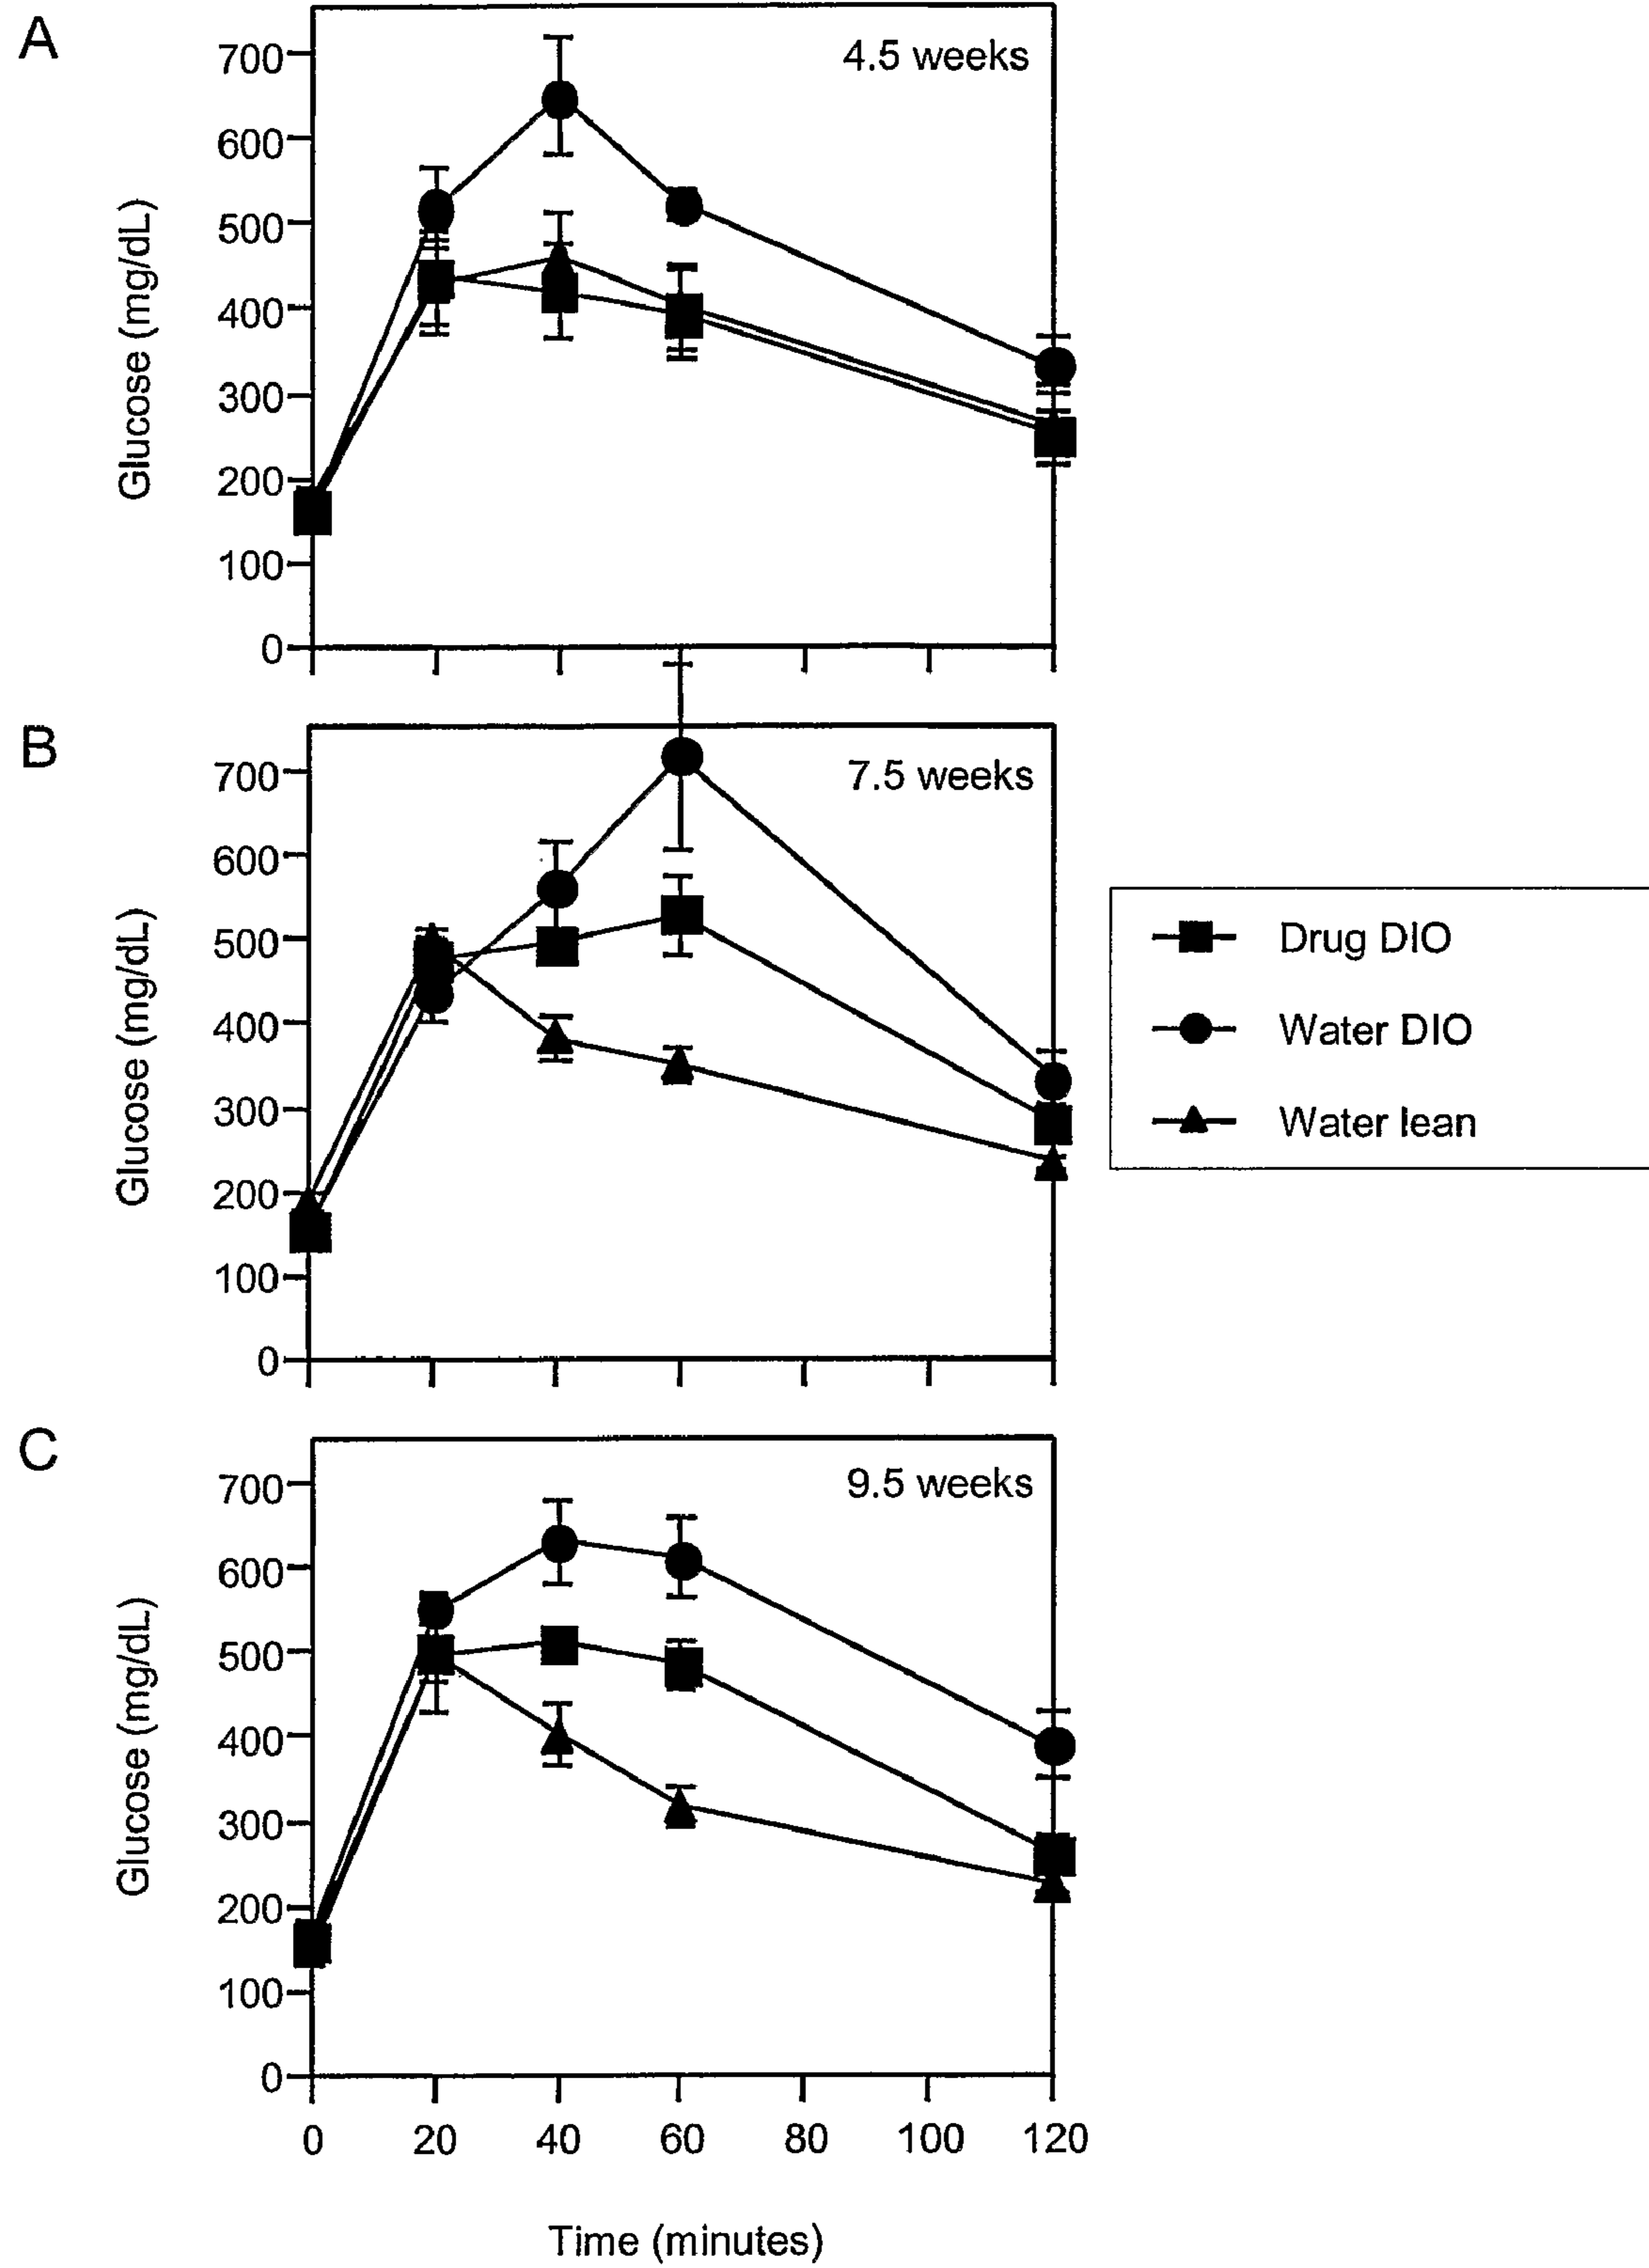 A
4.5 weeks
700
600
500
400
300
200
100
0
Glucose (mg/dL)
B
7.5 weeks
700
600
500
400
300
200
100
0
Glucose (mg/dL)
Drug DIO
Water DIO
Water lean
C
9.5 weeks
700
600
500
400
300
200
100
0
Glucose (mg/dL)
0 20 40 60 80 100 120
Time (minutes)